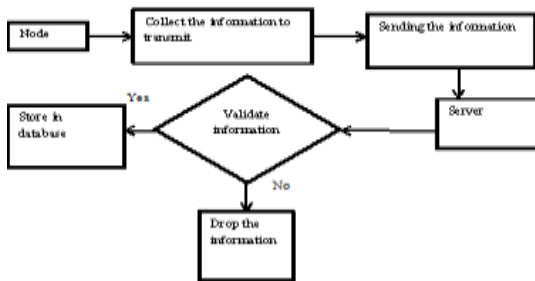 Node
Collect the information to
transmit
Sending the information
Server
Validate
information
Yes
Store in
database
No
Drop the
information